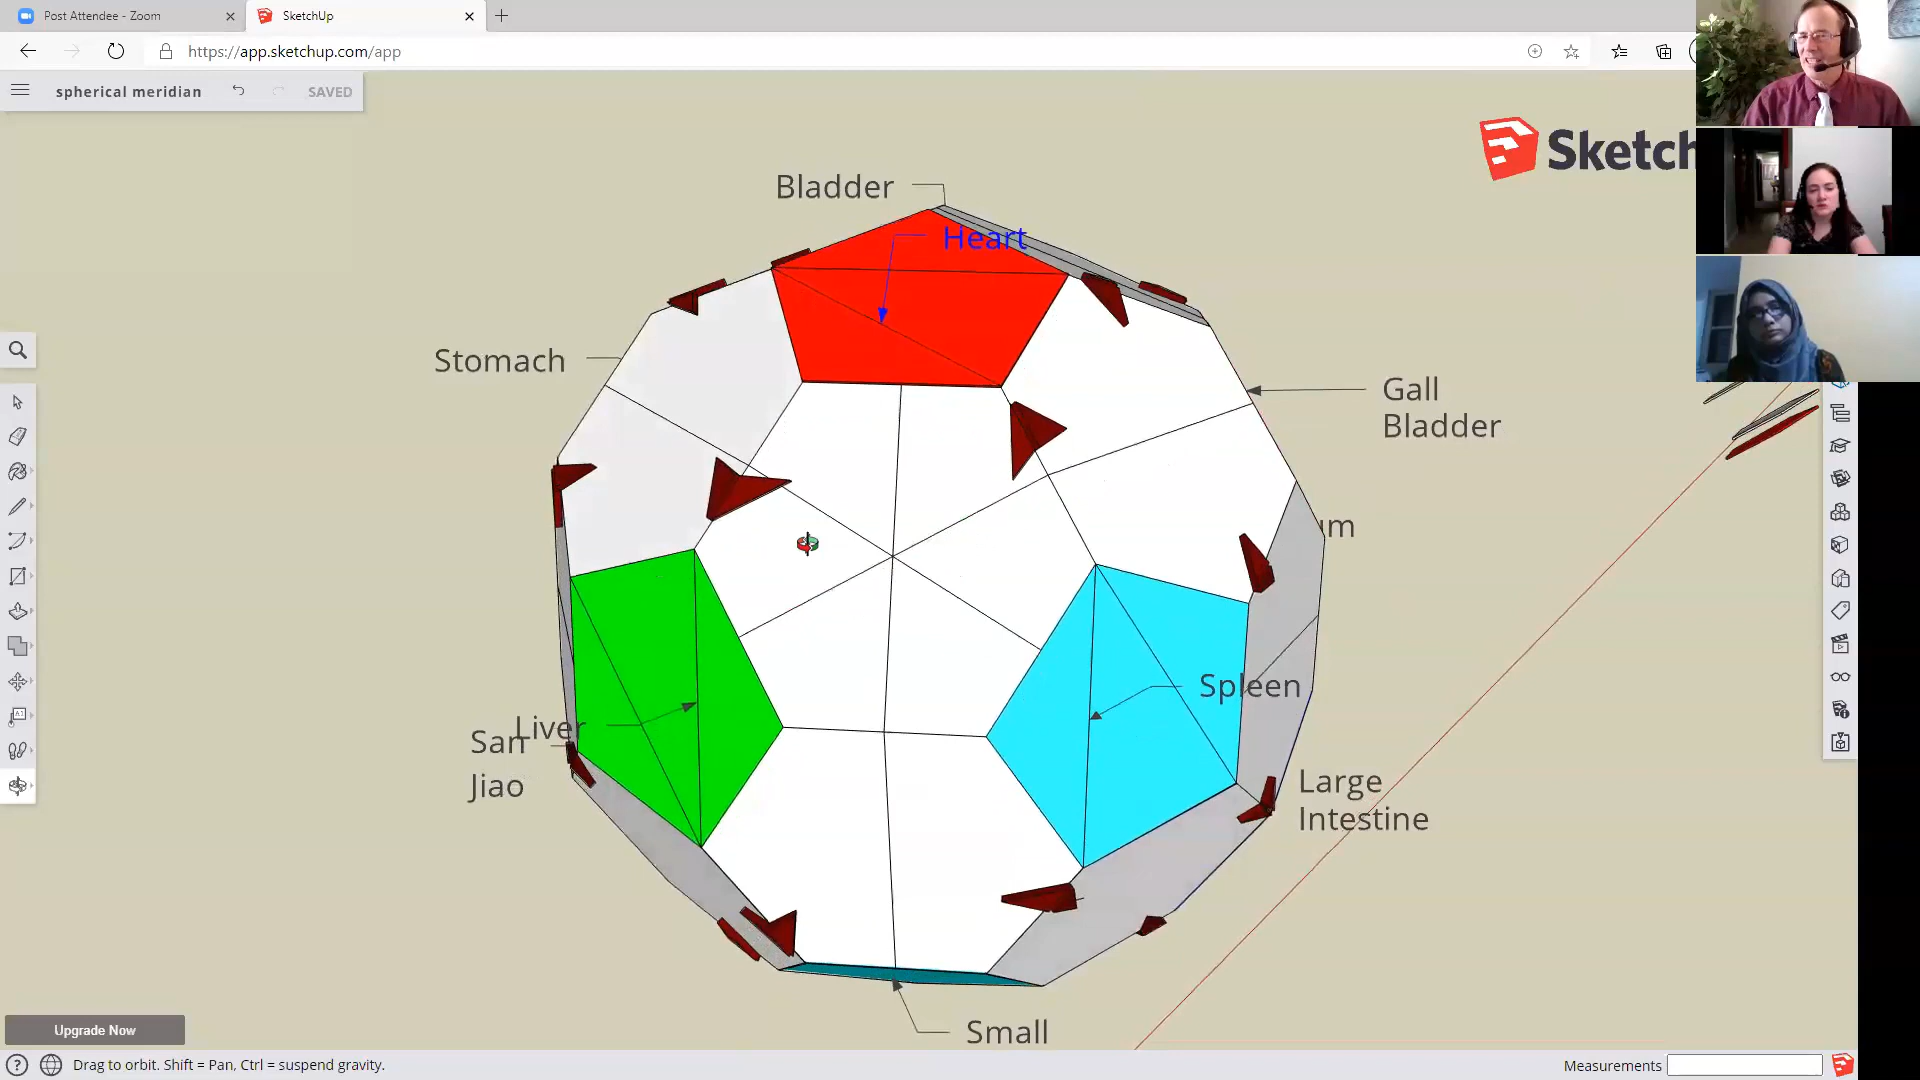 Post Attendee - Zoom
SketchUp
https://app.sketchup.com/app
spherical meridian
SAVED
Sketch
Bladder
Heart
Stomach
Gall
Bladder
um
Spleen
Liver
San
Jiao
Large
Intestine
Small
Upgrade Now
Drag to orbit. Shift = Pan, Ctrl = suspend gravity.
Measurements